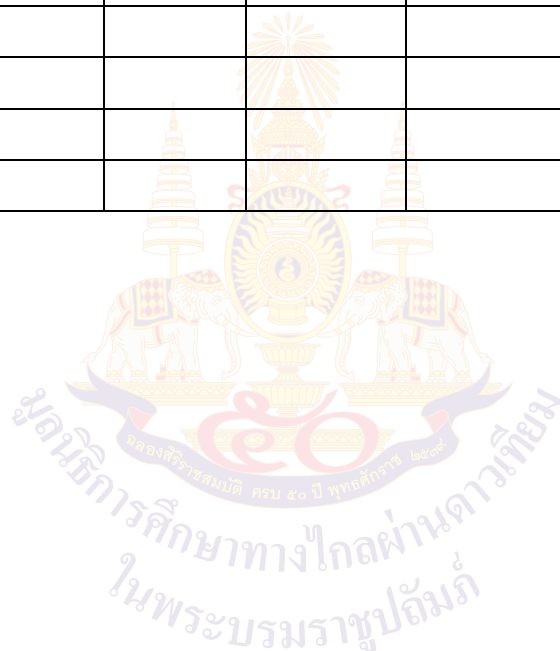 ฉลองสิริราชสมบัติ ครบ ๕๐ ปี พุทธศักราช ๒๕๓๙
มูลนิธิการศึกษาทางไกลผ่านดาวเทียม
ในพระบรมราชูปถัมภ์